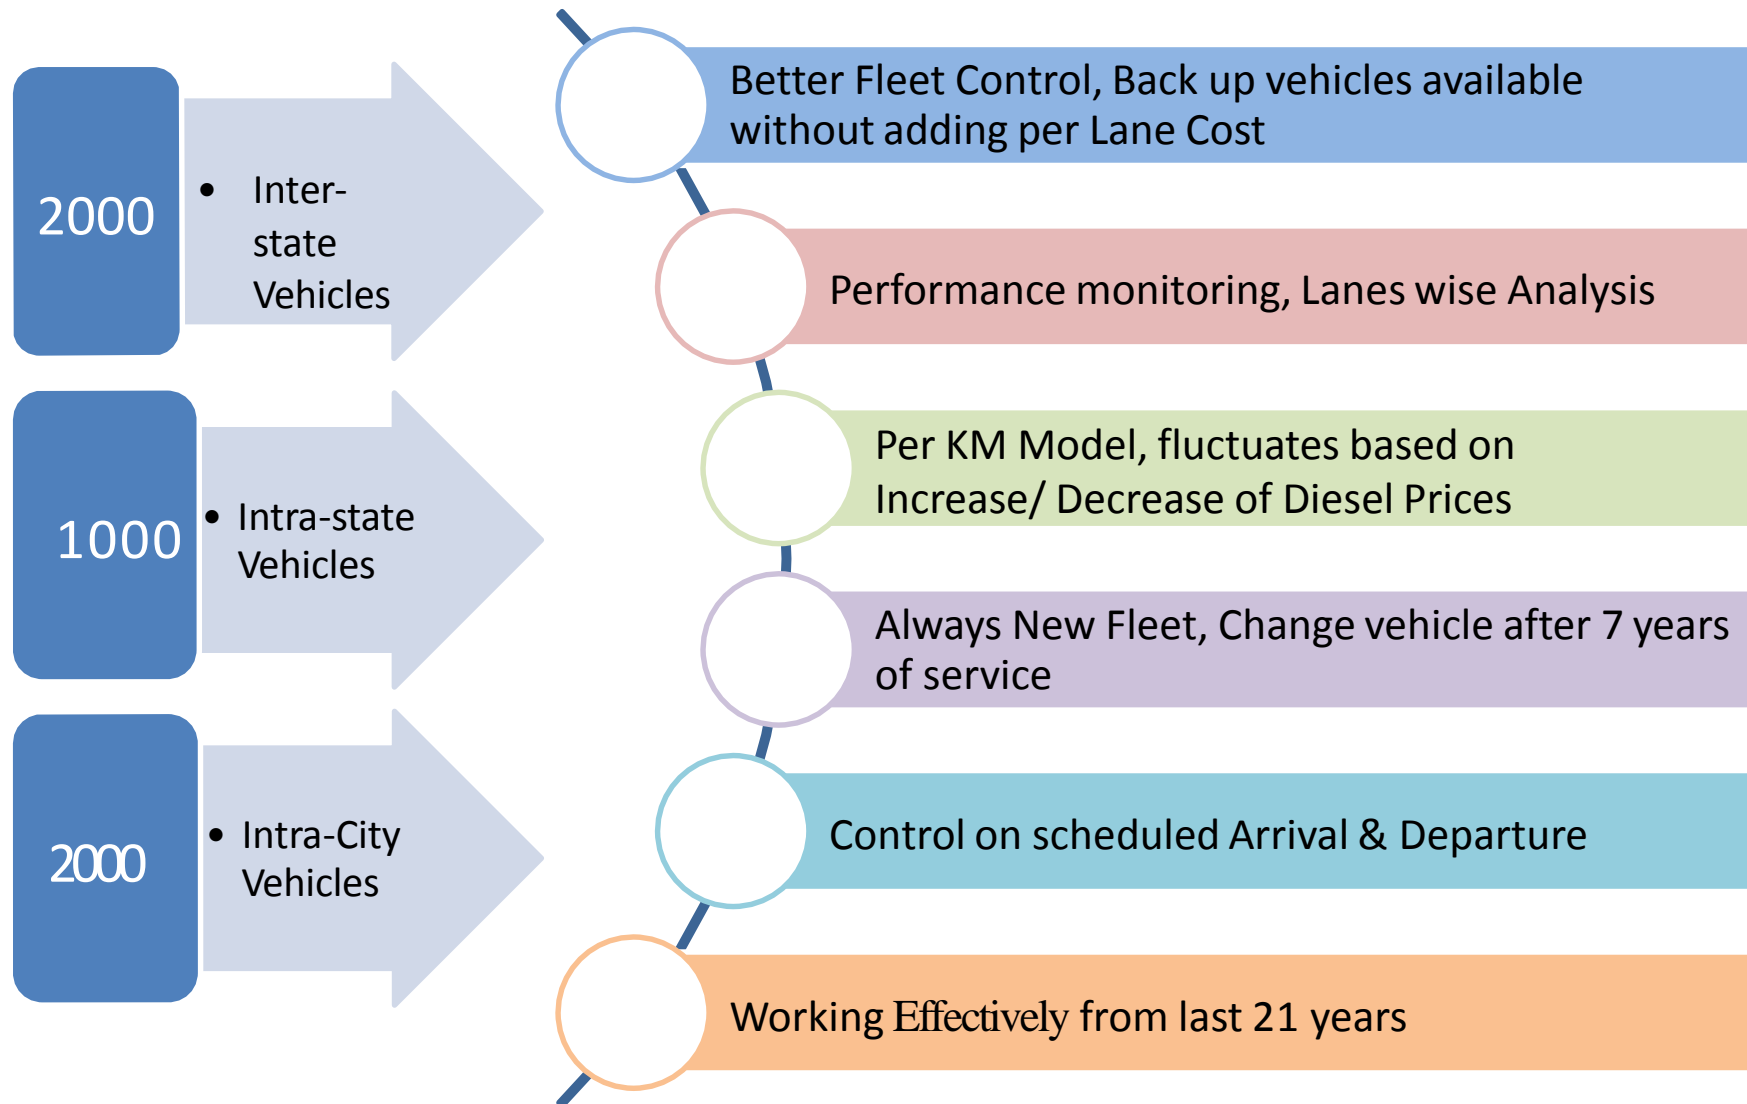 2000
• Inter-
state
Vehicles
1000
• Intra-state
Vehicles
2000
• Intra-City
Vehicles
Better Fleet Control, Back up vehicles available
without adding per Lane Cost
Performance monitoring, Lanes wise Analysis
Per KM Model, fluctuates based on
Increase/ Decrease of Diesel Prices
Always New Fleet, Change vehicle after 7 years
of service
Control on scheduled Arrival & Departure
Working Effectively from last 21 years